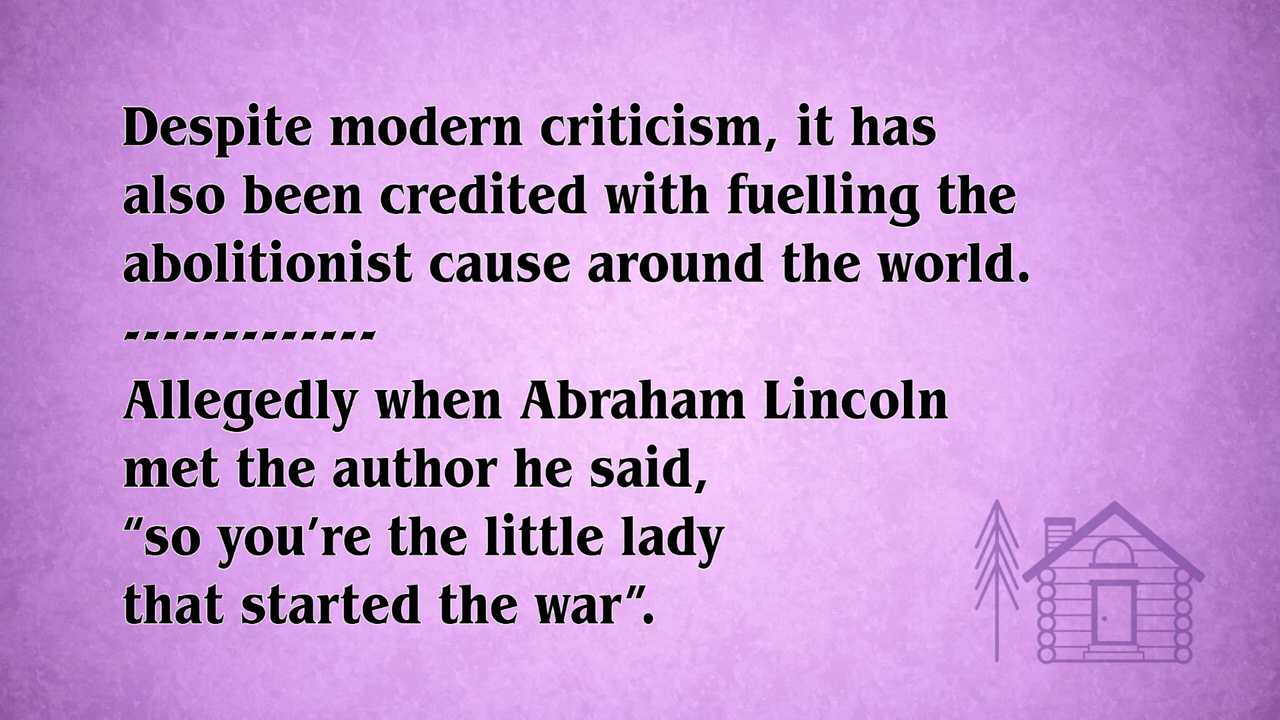 Despite modern criticism, it has
also been credited with fuelling the
abolitionist cause around the world.
-------------
Allegedly when Abraham Lincoln
met the author he said,
“so you’re the little lady
that started the war”.